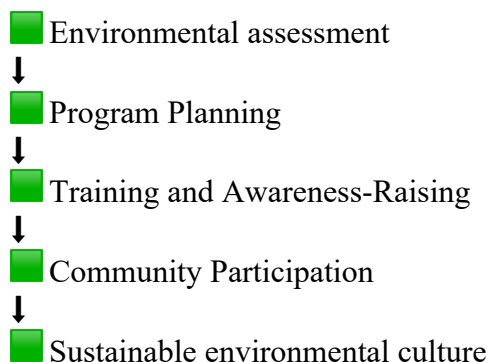 Environmental assessment
Program Planning
Training and Awareness-Raising
Community Participation
Sustainable environmental culture